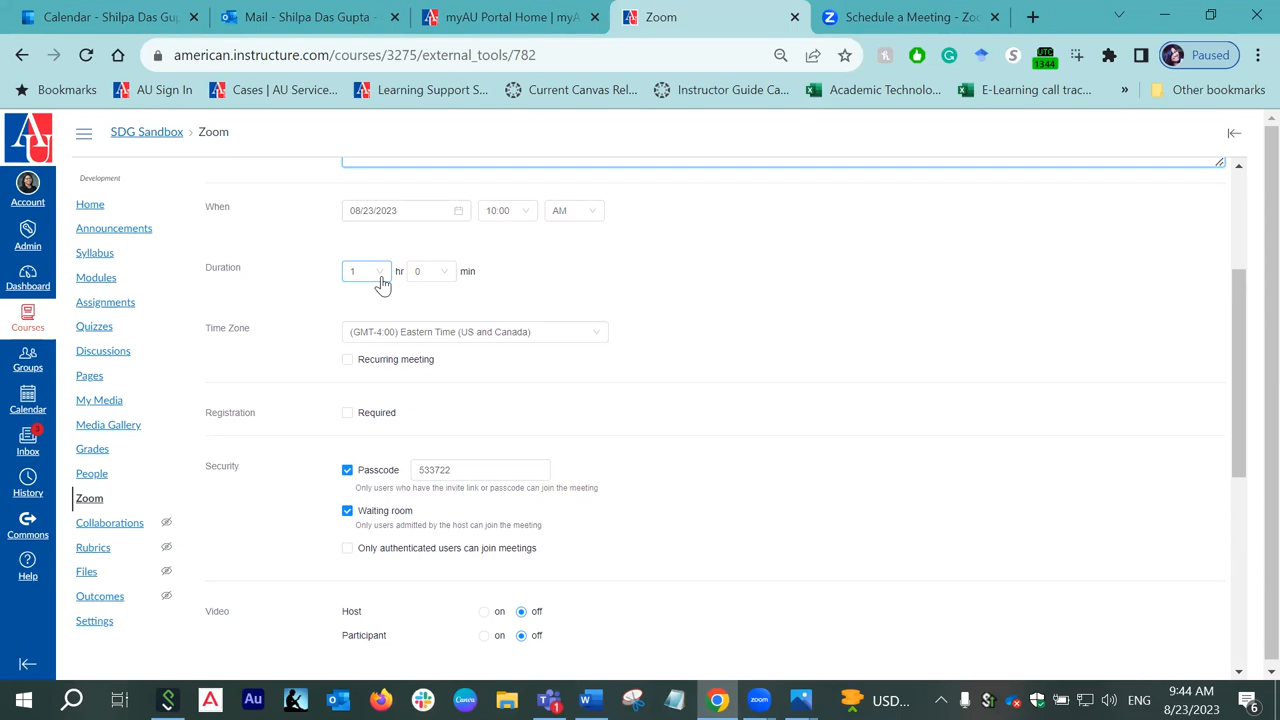 Calendar - Shilpa Das Gup
Mail - Shilpa Das Gupta -
myAU Portal Home | myA
Zoom
Schedule a Meeting - Zo
american.instructure.com/courses/3275/external_tools/782
UTC
1344
Paused
Bookmarks
AU Sign In
Cases | AU Service...
Learning Support S...
Current Canvas Rel...
Instructor Guide Ca...
Academic Technolo...
E-Learning call trac...
»
Other bookmarks
AU
SDG Sandbox › Zoom
Account
Admin
Dashboard
Courses
Groups
Calendar
3
Inbox
History
Commons
Help
Development
Home
Announcements
Syllabus
Modules
Assignments
Quizzes
Discussions
Pages
My Media
Media Gallery
Grades
People
Zoom
Collaborations
Rubrics
Files
Outcomes
Settings
When
08/23/2023 10:00 AM
Duration
1 hr 0 min
Time Zone
(GMT-4:00) Eastern Time (US and Canada)
Recurring meeting
Registration
Required
Security
Passcode 533722
Only users who have the invite link or passcode can join the meeting
Waiting room
Only users admitted by the host can join the meeting
Only authenticated users can join meetings
Video
Host on off
Participant on off
Au
USD...
ENG
9:44 AM
8/23/2023
6